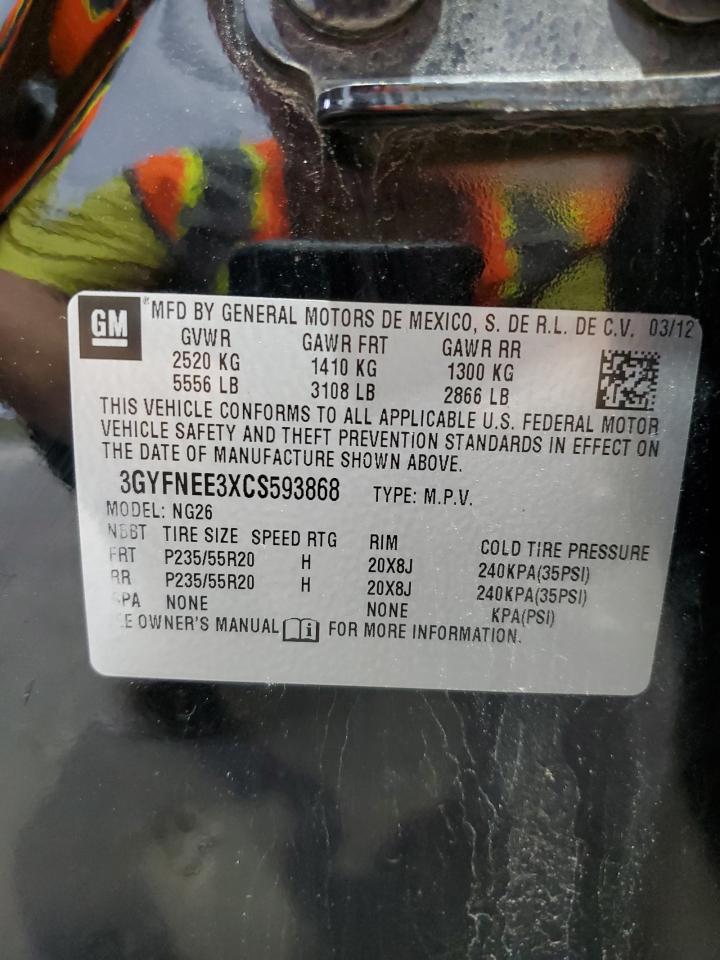 GM ® MFD BY GENERAL MOTORS DE MEXICO, S. DE R.L. DE C.V. 03/12
GVWR GAWR FRT GAWR RR
2520 KG 1410 KG 1300 KG
5556 LB 3108 LB 2866 LB
THIS VEHICLE CONFORMS TO ALL APPLICABLE U.S. FEDERAL MOTOR
VEHICLE SAFETY AND THEFT PREVENTION STANDARDS IN EFFECT ON
THE DATE OF MANUFACTURE SHOWN ABOVE.
3GYFNEE3XCS593868 TYPE: M.P.V.
MODEL: NG26
TIRE SIZE SPEED RTG RIM COLD TIRE PRESSURE
FRT P235/55R20 H 20X8J 240KPA(35PSI)
RR P235/55R20 H 20X8J 240KPA(35PSI)
SPA NONE NONE KPA(PSI)
E OWNER'S MANUAL i FOR MORE INFORMATION.